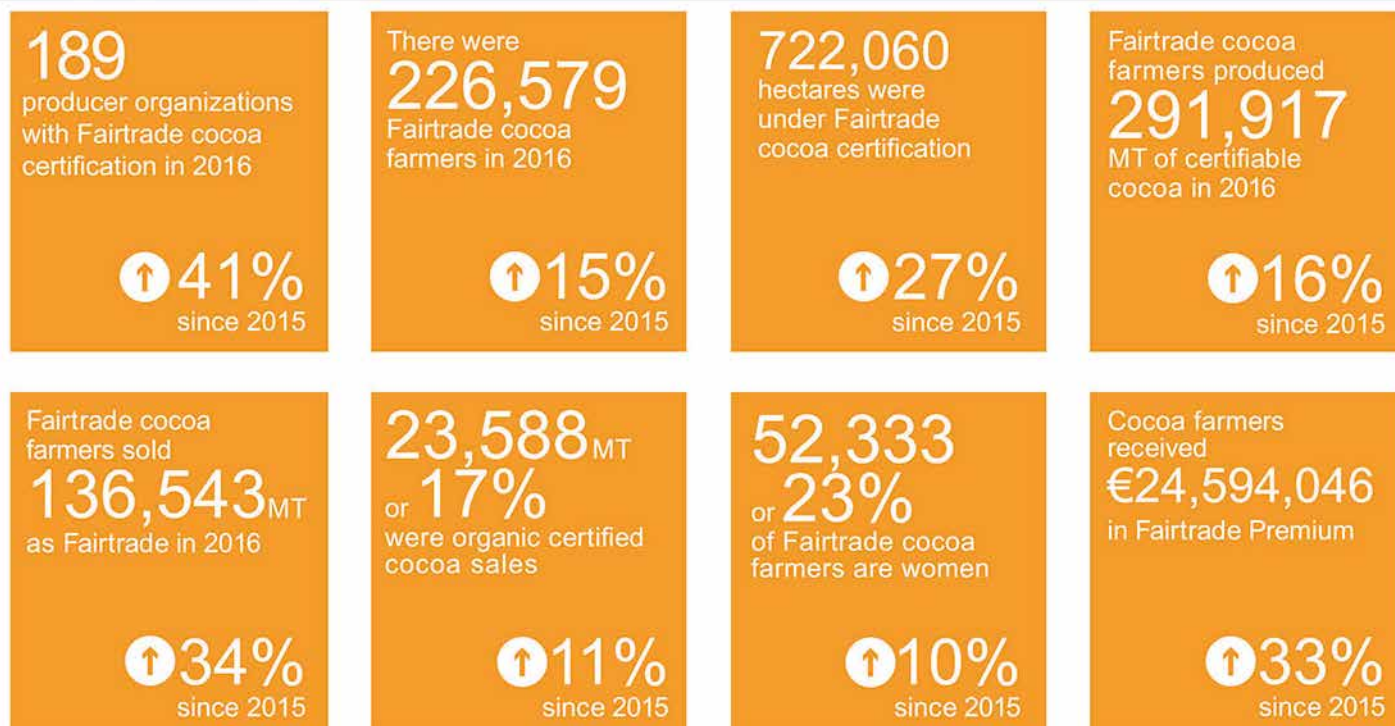 189
producer organizations
with Fairtrade cocoa
certification in 2016
41%
since 2015
There were
226,579
Fairtrade cocoa
farmers in 2016
15%
since 2015
722,060
hectares were
under Fairtrade
cocoa certification
27%
since 2015
Fairtrade cocoa
farmers produced
291,917
MT of certifiable
cocoa in 2016
16%
since 2015
Fairtrade cocoa
farmers sold
136,543 MT
as Fairtrade in 2016
34%
since 2015
23,588 MT
or 17%
were organic certified
cocoa sales
11%
since 2015
52,333
or 23%
of Fairtrade cocoa
farmers are women
10%
since 2015
Cocoa farmers
received
€24,594,046
in Fairtrade Premium
33%
since 2015